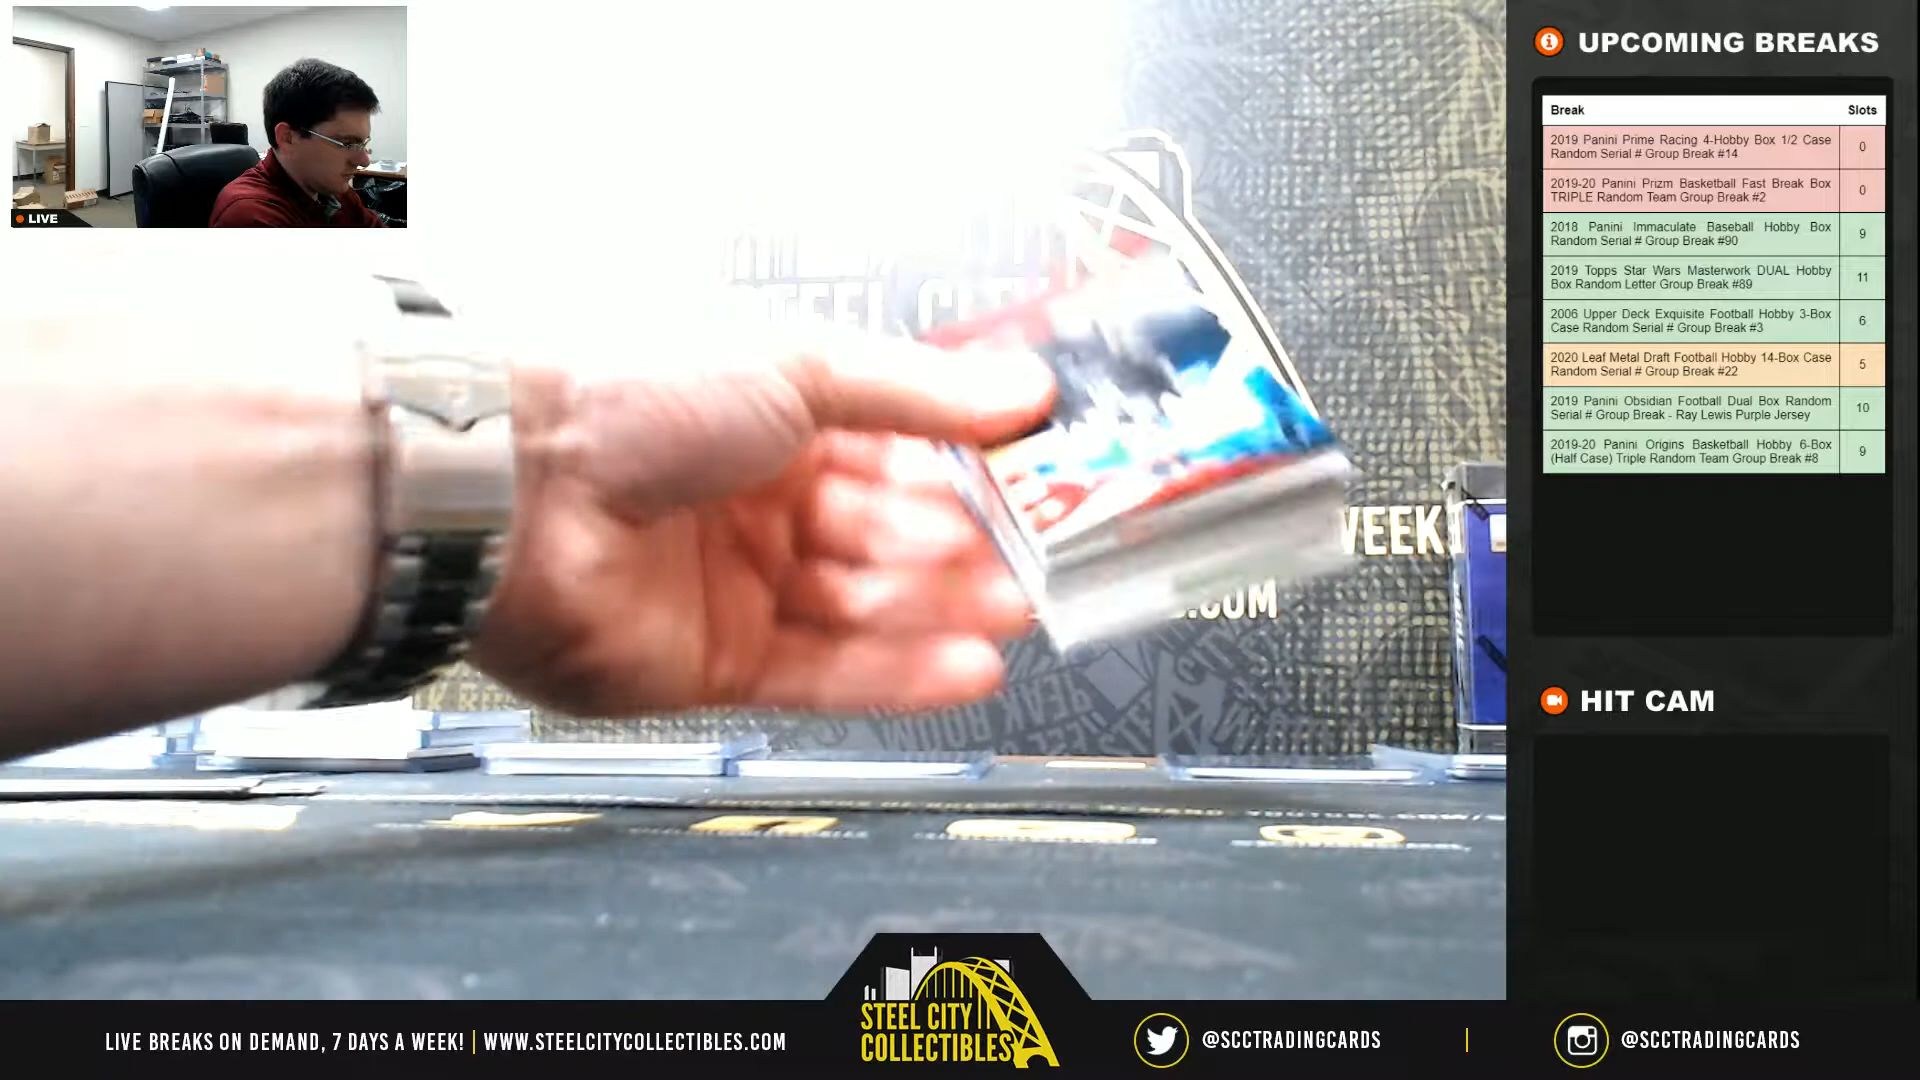 LIVE
UPCOMING BREAKS
Break Slots
2019 Panini Prime Racing 4-Hobby Box 1/2 Case
Random Serial # Group Break #14
0
2019-20 Panini Prizm Basketball Fast Break Box
TRIPLE Random Team Group Break #2
0
2018 Panini Immaculate Baseball Hobby Box
Random Serial # Group Break #90
9
2019 Topps Star Wars Masterwork DUAL Hobby
Box Random Letter Group Break #89
11
2006 Upper Deck Exquisite Football Hobby 3-Box
Case Random Serial # Group Break #3
6
2020 Leaf Metal Draft Football Hobby 14-Box Case
Random Serial # Group Break #22
5
2019 Panini Obsidian Football Dual Box Random
Serial # Group Break - Ray Lewis Purple Jersey
10
2019-20 Panini Origins Basketball Hobby 6-Box
(Half Case) Triple Random Team Group Break #8
9
HIT CAM
STEEL CITY
WEEK
.COM
LIVE BREAKS ON DEMAND, 7 DAYS A WEEK! | WWW.STEELCITYCOLLECTIBLES.COM
STEEL CITY
COLLECTIBLES
@SCCTRADINGCARDS
@SCCTRADINGCARDS